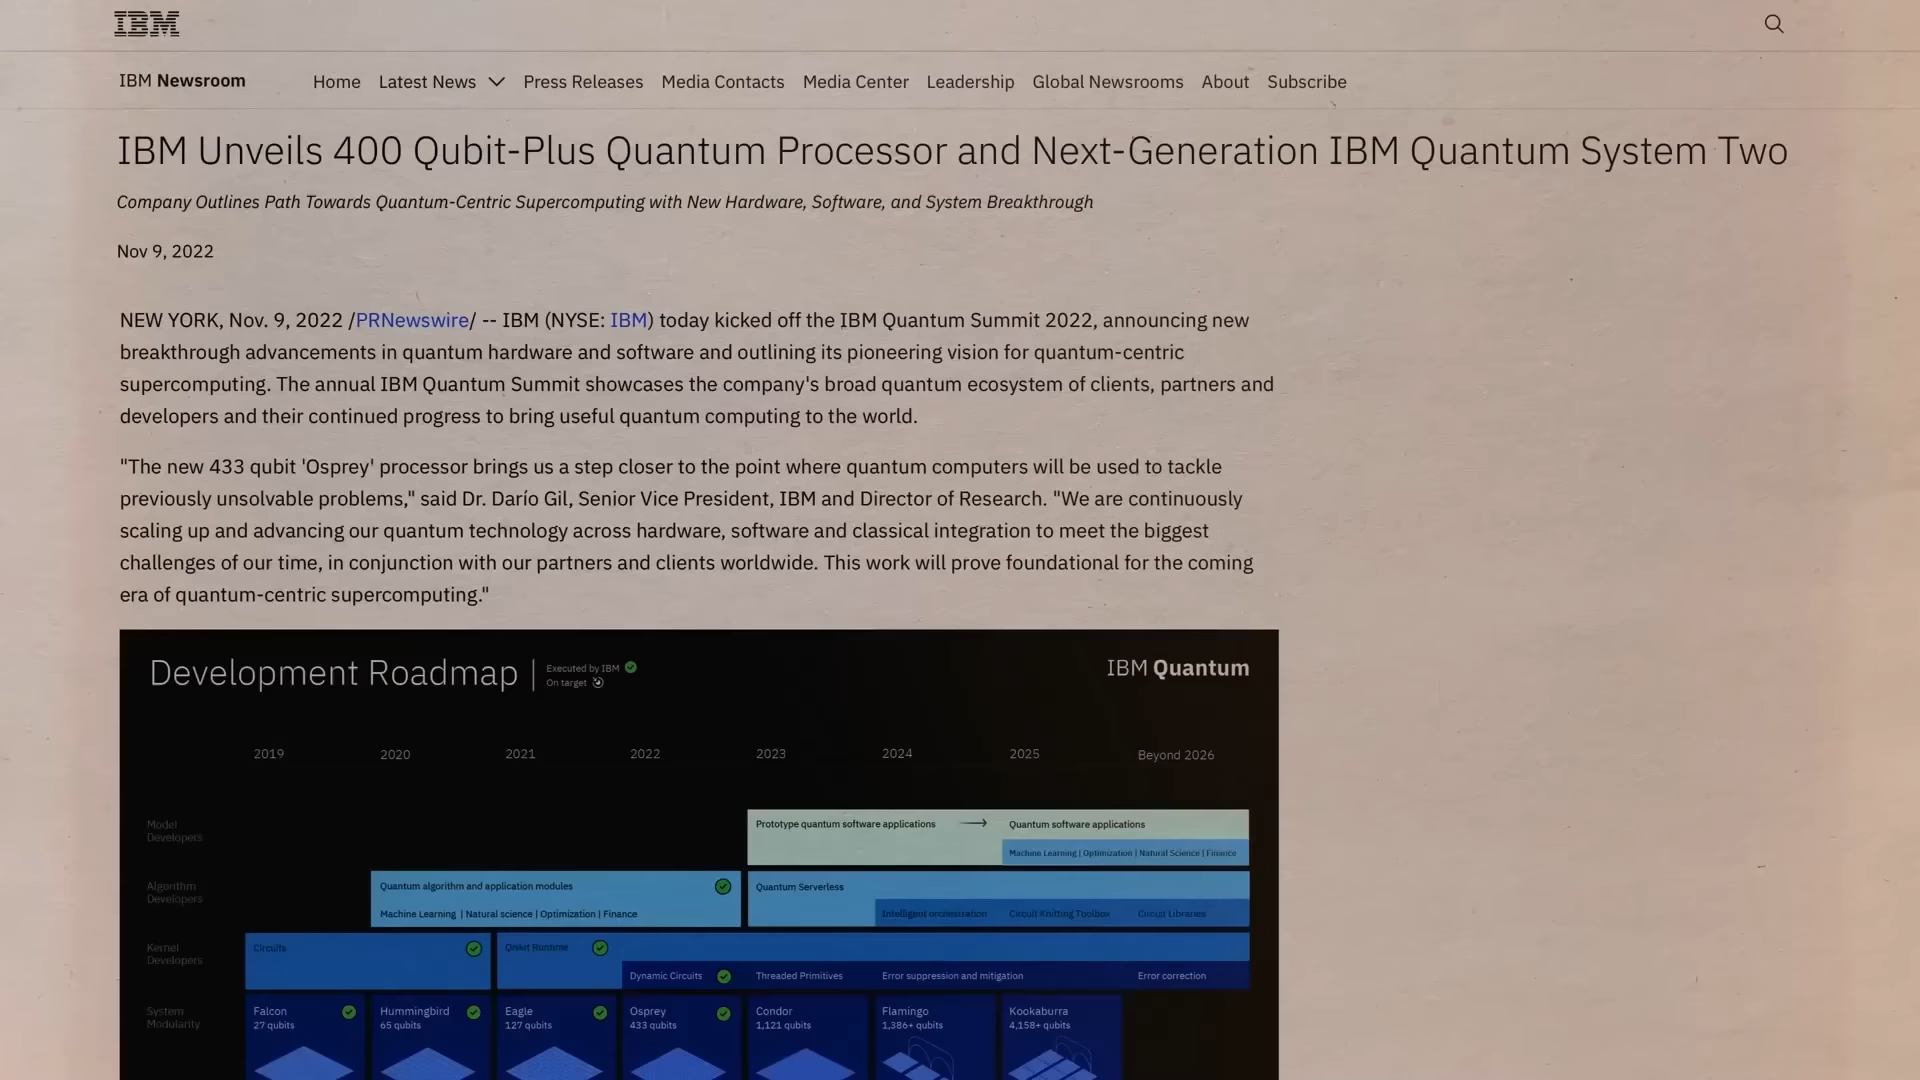 IBM
IBM Newsroom Home Latest News Press Releases Media Contacts Media Center Leadership Global Newsrooms About Subscribe
IBM Unveils 400 Qubit-Plus Quantum Processor and Next-Generation IBM Quantum System Two
Company Outlines Path Towards Quantum-Centric Supercomputing with New Hardware, Software, and System Breakthrough
Nov 9, 2022
NEW YORK, Nov. 9, 2022 /PRNewswire/ -- IBM (NYSE: IBM) today kicked off the IBM Quantum Summit 2022, announcing new
breakthrough advancements in quantum hardware and software and outlining its pioneering vision for quantum-centric
supercomputing. The annual IBM Quantum Summit showcases the company's broad quantum ecosystem of clients, partners and
developers and their continued progress to bring useful quantum computing to the world.
"The new 433 qubit 'Osprey' processor brings us a step closer to the point where quantum computers will be used to tackle
previously unsolvable problems," said Dr. Darío Gil, Senior Vice President, IBM and Director of Research. "We are continuously
scaling up and advancing our quantum technology across hardware, software and classical integration to meet the biggest
challenges of our time, in conjunction with our partners and clients worldwide. This work will prove foundational for the coming
era of quantum-centric supercomputing."
Development Roadmap | Executed by IBM
On target
IBM Quantum
2019 2020 2021 2022 2023 2024 2025 Beyond 2026
Model
Developers
Prototype quantum software applications → Quantum software applications
Machine Learning | Optimization | Natural Science | Finance
Algorithm
Developers
Quantum algorithm and application modules
Machine Learning | Natural science | Optimization | Finance
Quantum Serverless
Intelligent orchestration Circuit Knitting Toolbox Circuit Libraries
Kernel
Developers
Circuits
Qiskit Runtime
Dynamic Circuits Threaded Primitives Error suppression and mitigation Error correction
System
Modularity
Falcon
27 qubits
Hummingbird
65 qubits
Eagle
127 qubits
Osprey
433 qubits
Condor
1,121 qubits
Flamingo
1,386+ qubits
Kookaburra
4,158+ qubits